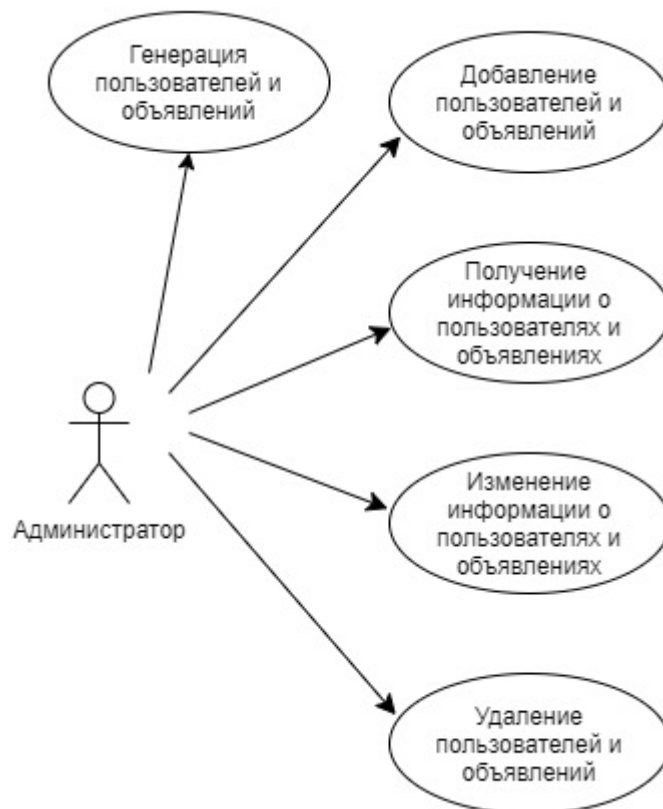 Генерация
пользователей и
объявлений
Добавление
пользователей и
объявлений
Получение
информации о
пользователях и
объявлениях
Изменение
информации о
пользователях и
объявлениях
Администратор
Удаление
пользователей и
объявлений